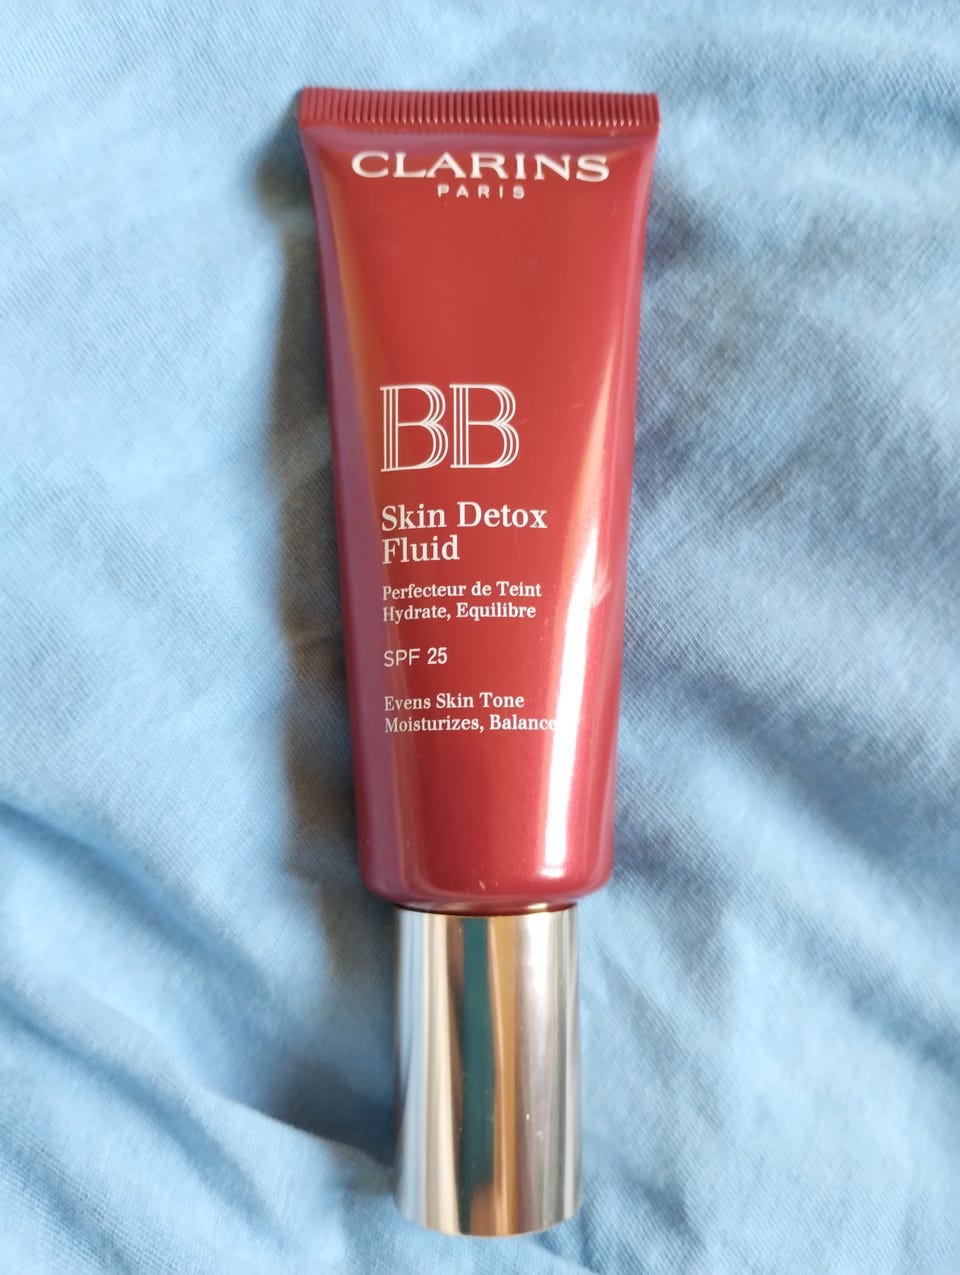 CLARINS
PARIS
BB
Skin Detox
Fluid
Perfecteur de Teint
Hydrate, Equilibre
SPF 25
Evens Skin Tone
Moisturizes, Balance